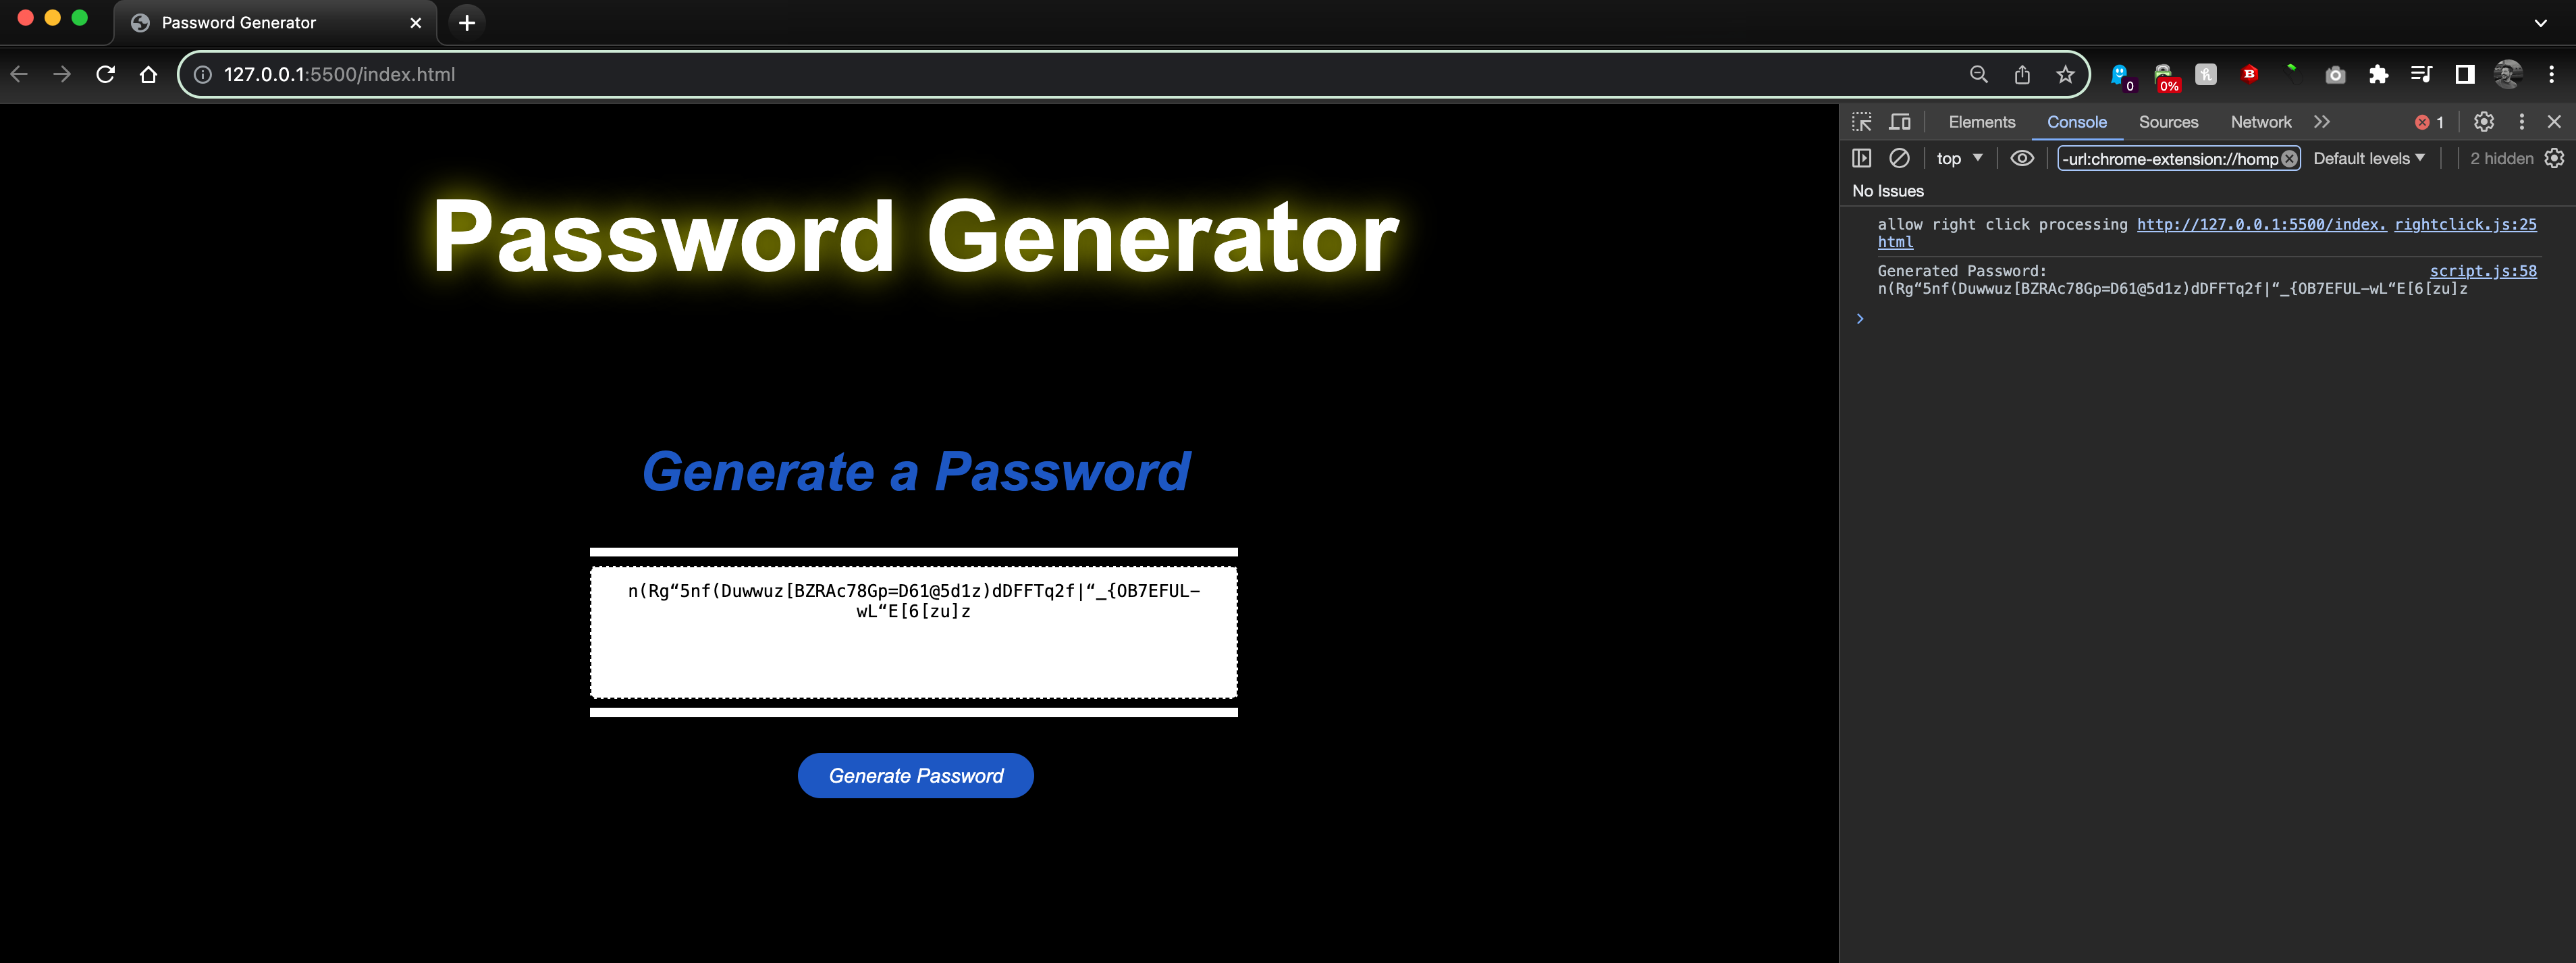 Password Generator
127.0.0.1:5500/index.html
0
0%
Elements Console Sources Network 1
top -url:chrome-extension://homp Default levels 2 hidden
No Issues
allow right click processing http://127.0.0.1:5500/index. rightclick.js:25
html
Generated Password: script.js:58
n(Rg“5nf(Duwwuz[BZRAc78Gp=D61@5d1z)dDFFTq2f|“_{OB7EFUL-wL“E[6[zu]z
Password Generator
Generate a Password
n(Rg“5nf(Duwwuz[BZRAc78Gp=D61@5d1z)dDFFTq2f|“_{OB7EFUL-
wL“E[6[zu]z
Generate Password